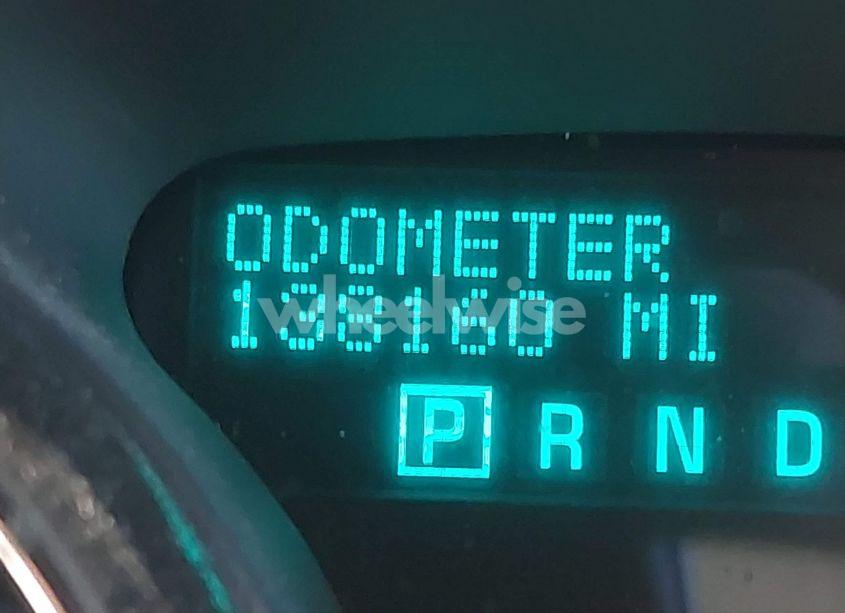 ODOMETER
MI
P R N D
wheelwise